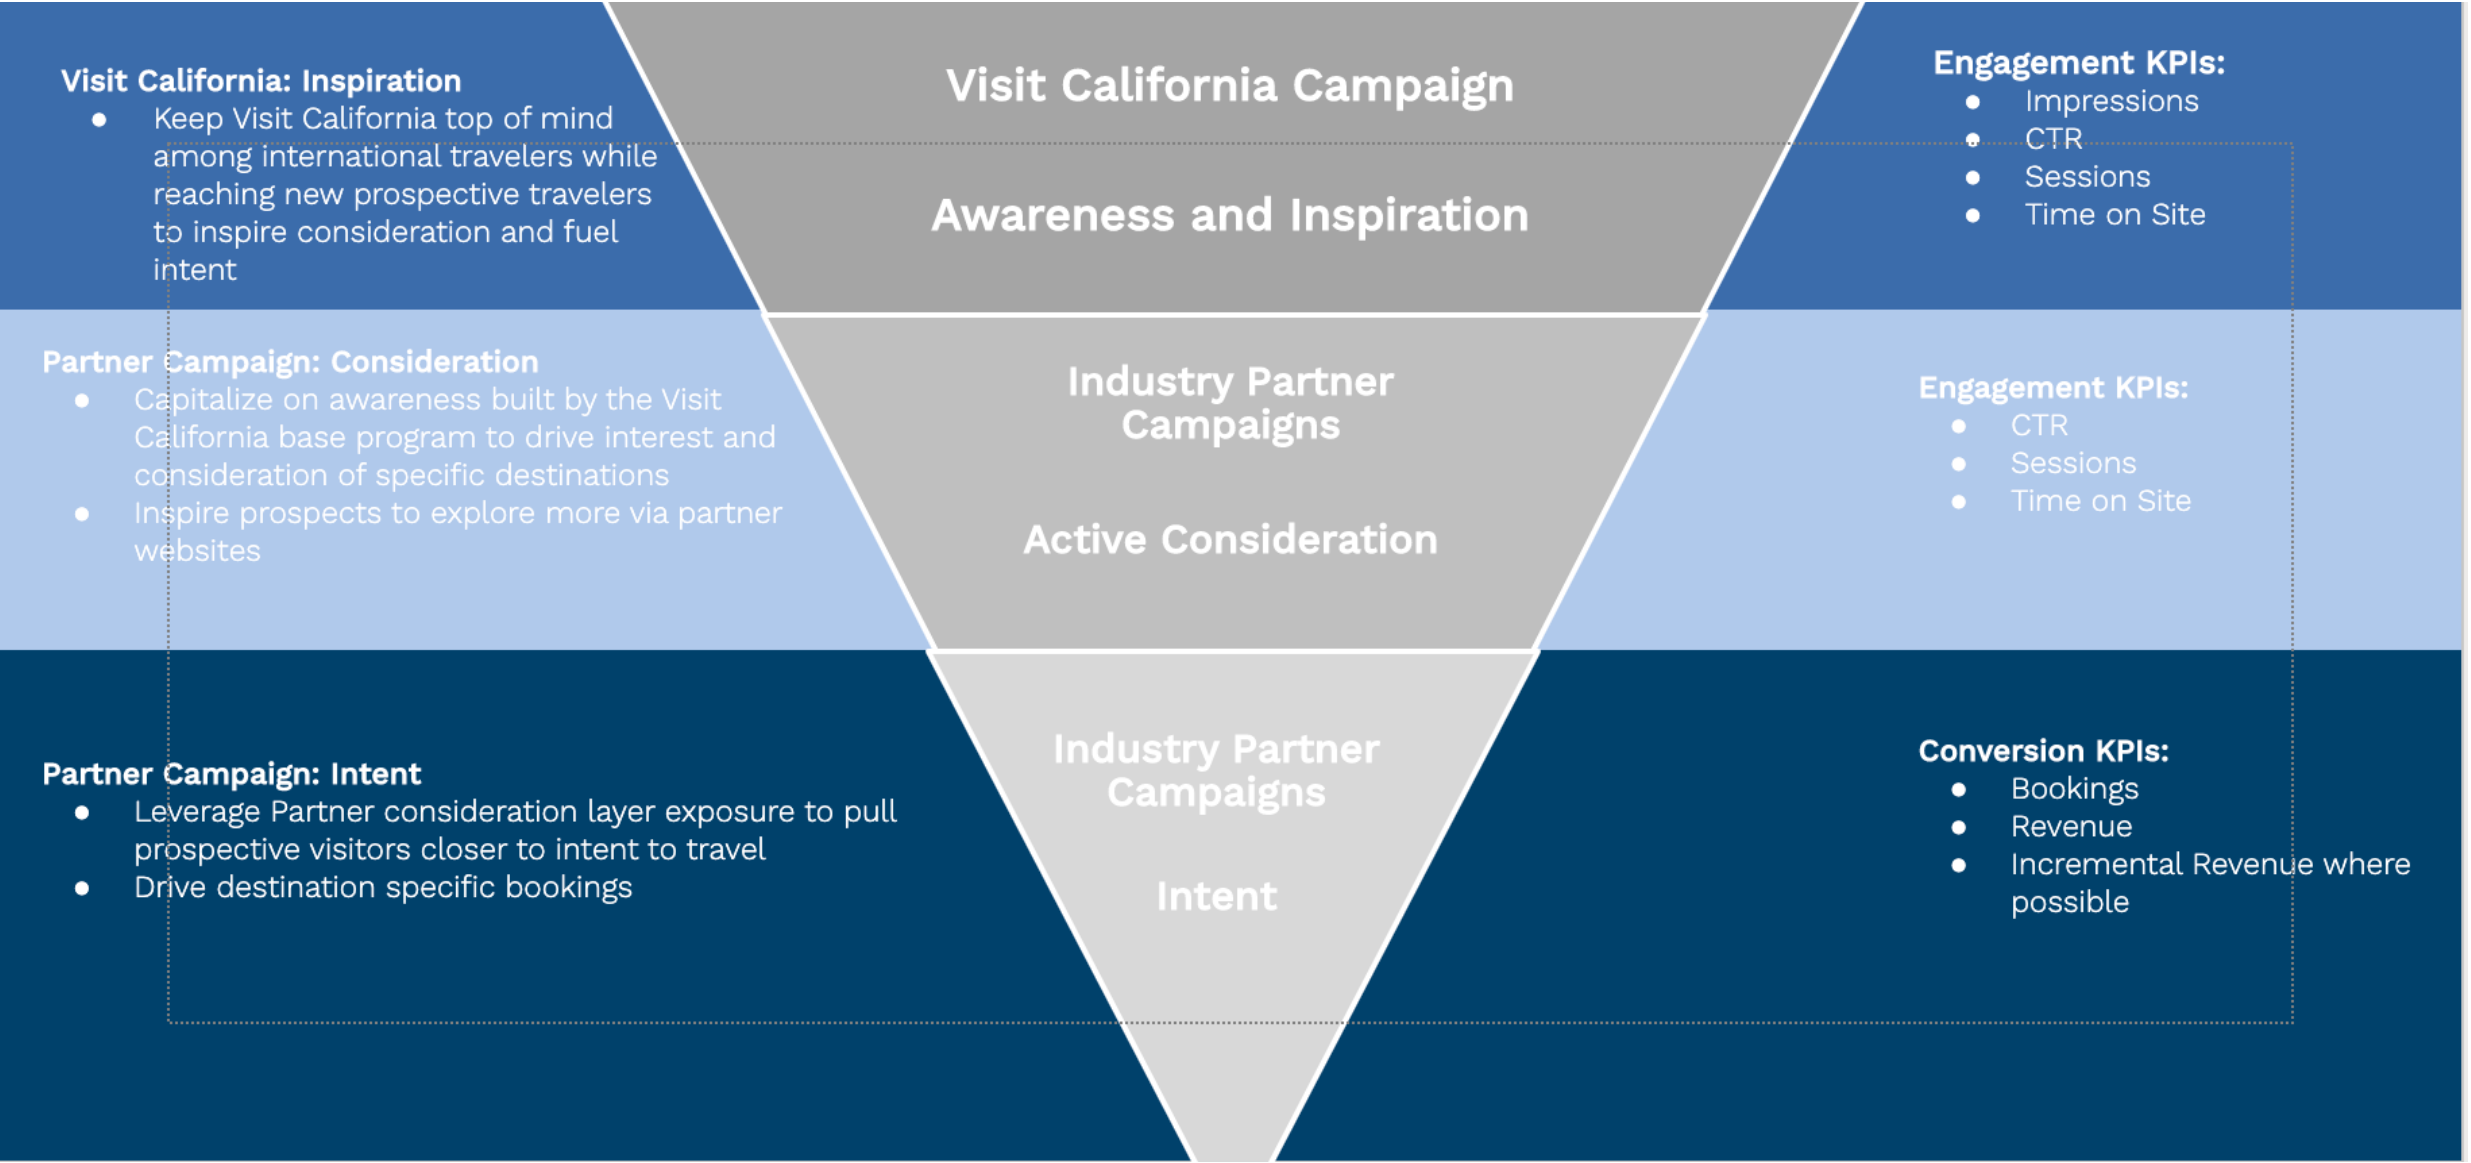 Visit California: Inspiration
● Keep Visit California top of mind
among international travelers while
reaching new prospective travelers
to inspire consideration and fuel
intent
Visit California Campaign
Awareness and Inspiration
Engagement KPIs:
● Impressions
● CTR
● Sessions
● Time on Site
Partner Campaign: Consideration
● Capitalize on awareness built by the Visit
California base program to drive interest and
consideration of specific destinations
● Inspire prospects to explore more via partner
websites
Industry Partner
Campaigns
Active Consideration
Engagement KPIs:
● CTR
● Sessions
● Time on Site
Partner Campaign: Intent
● Leverage Partner consideration layer exposure to pull
prospective visitors closer to intent to travel
● Drive destination specific bookings
Industry Partner
Campaigns
Intent
Conversion KPIs:
● Bookings
● Revenue
● Incremental Revenue where
possible